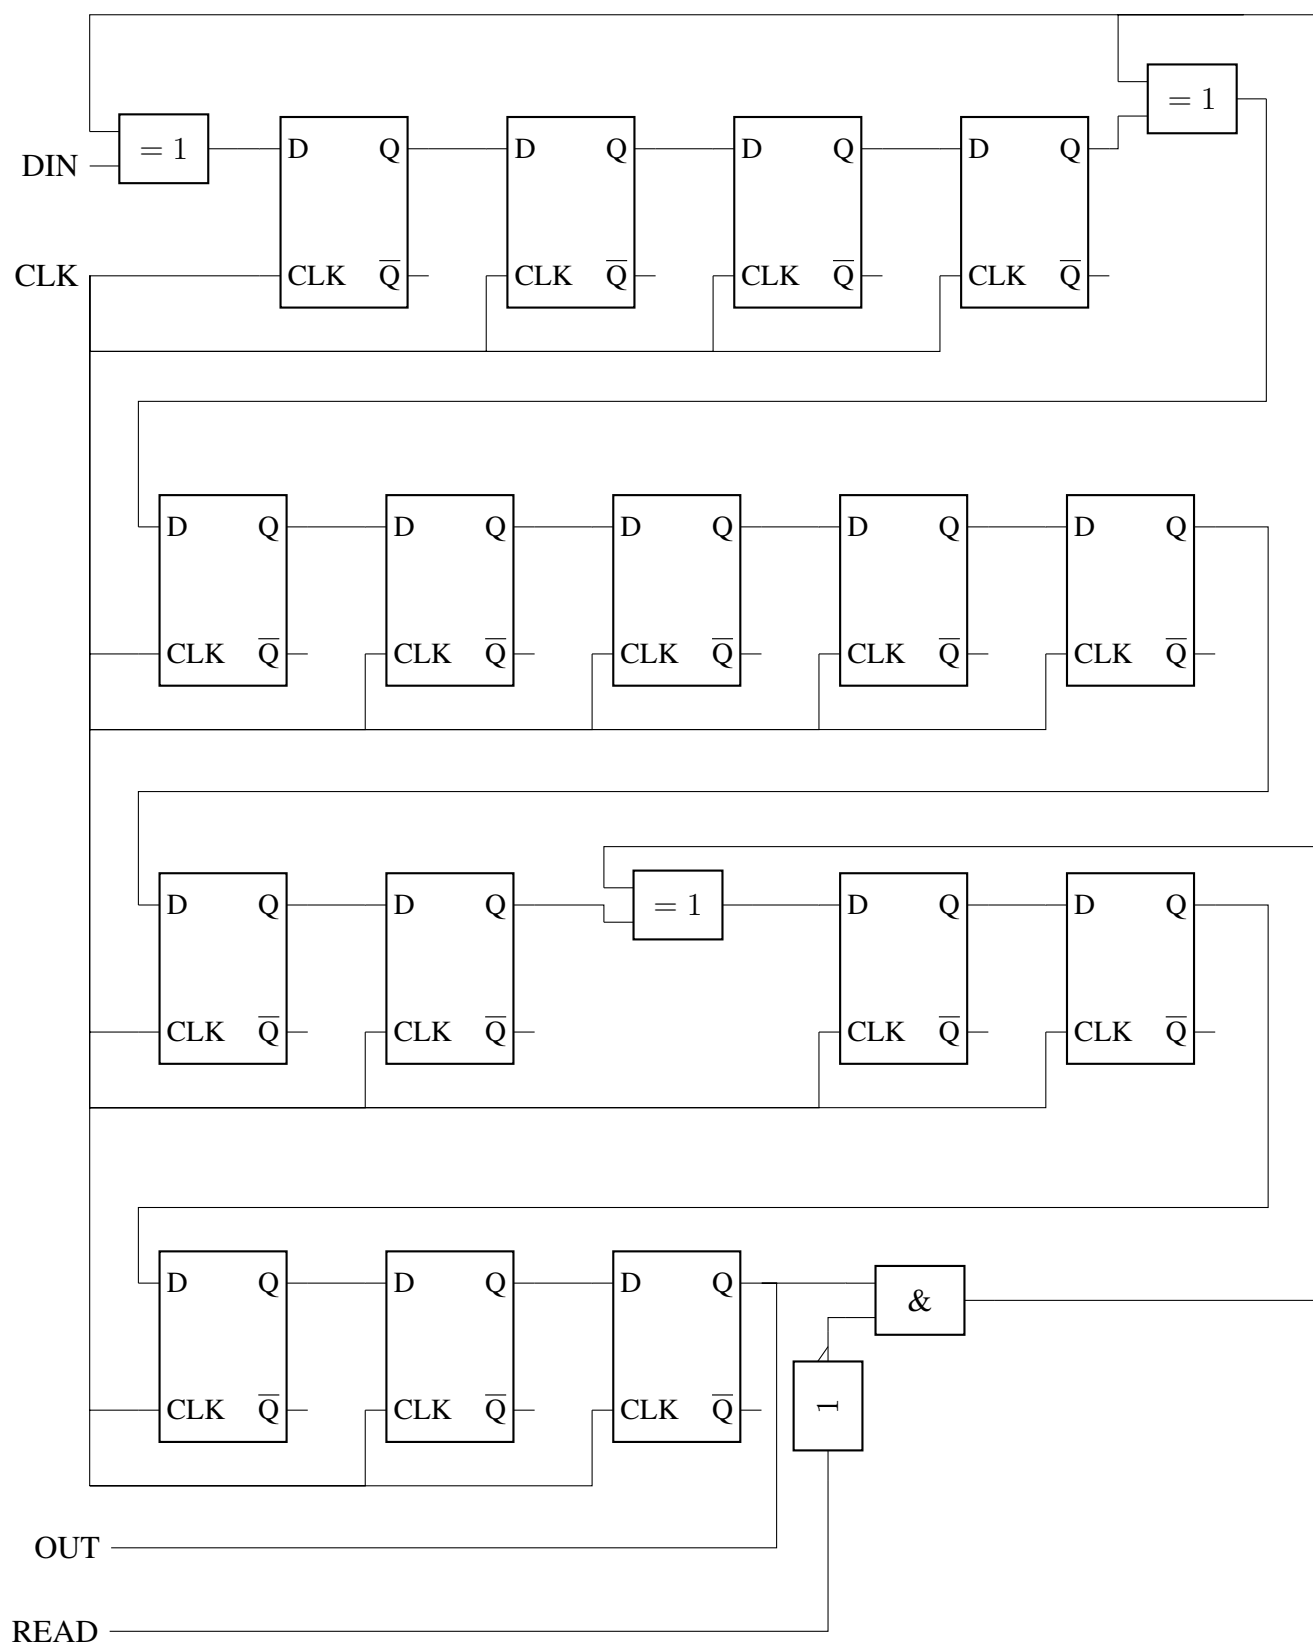 = 1
= 1
DIN
D Q D Q D Q D Q
CLK
CLK Q̅ CLK Q̅ CLK Q̅ CLK Q̅
D Q D Q D Q D Q D Q
CLK Q̅ CLK Q̅ CLK Q̅ CLK Q̅ CLK Q̅
D Q D Q = 1 D Q D Q
CLK Q̅ CLK Q̅ CLK Q̅ CLK Q̅
D Q D Q D Q &
CLK Q̅ CLK Q̅ CLK Q̅ 1
OUT
READ